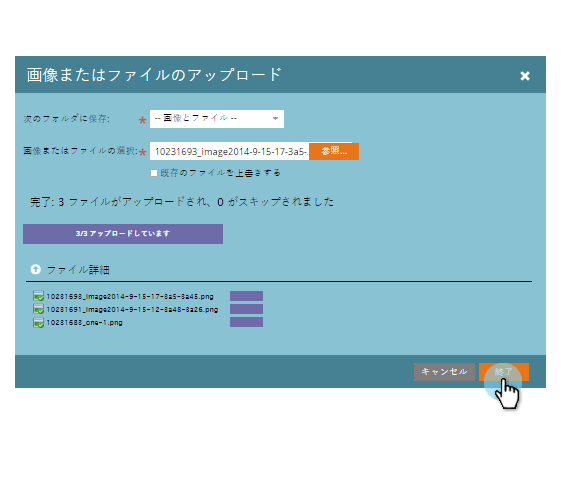 画像またはファイルのアップロード
次のフォルダに保存: * -- 画像とファイル --
画像またはファイルの選択: * 10231693_image2014-9-15-17-3a5-. 参照...
既存のファイルを上書きする
完了: 3 ファイルがアップロードされ、0 がスキップされました
3/3 アップロードしています
ファイル詳細
10231693_image2014-9-15-17-3a5-3a45.png
10231691_image2014-9-15-12-3a48-3a26.png
10231688_one-1.png
キャンセル 終了